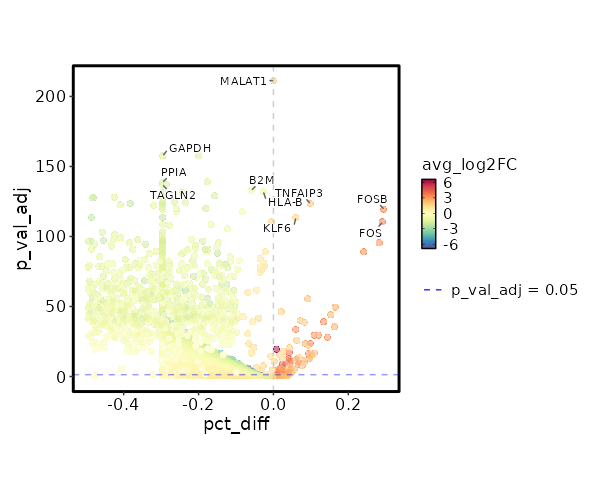 MALAT1
GAPDH
PPIA
TAGLN2
B2M
HLA-B
TNFAIP3
KLF6
FOSB
FOS
200
150
100
50
0
p_val_adj
-0.4
-0.2
0.0
0.2
pct_diff
avg_log2FC
6
3
0
-3
-6
p_val_adj = 0.05